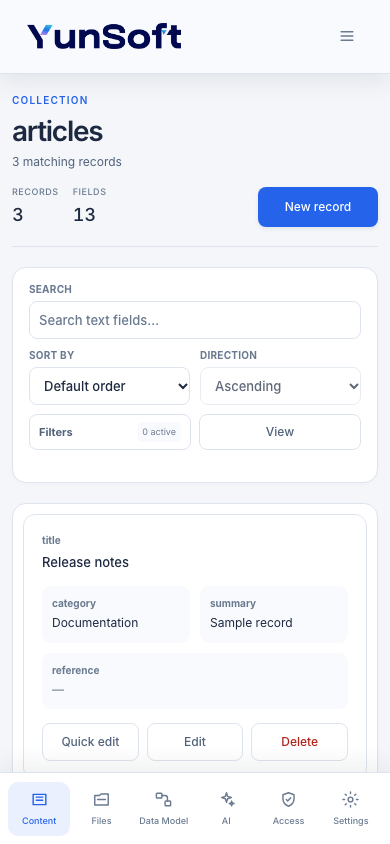 YunSoft
COLLECTION
articles
3 matching records
RECORDS FIELDS
3 13
New record
SEARCH
Search text fields...
SORT BY DIRECTION
Default order Ascending
Filters 0 active View
title
Release notes
category summary
Documentation Sample record
reference
—
Quick edit Edit Delete
Content Files Data Model AI Access Settings